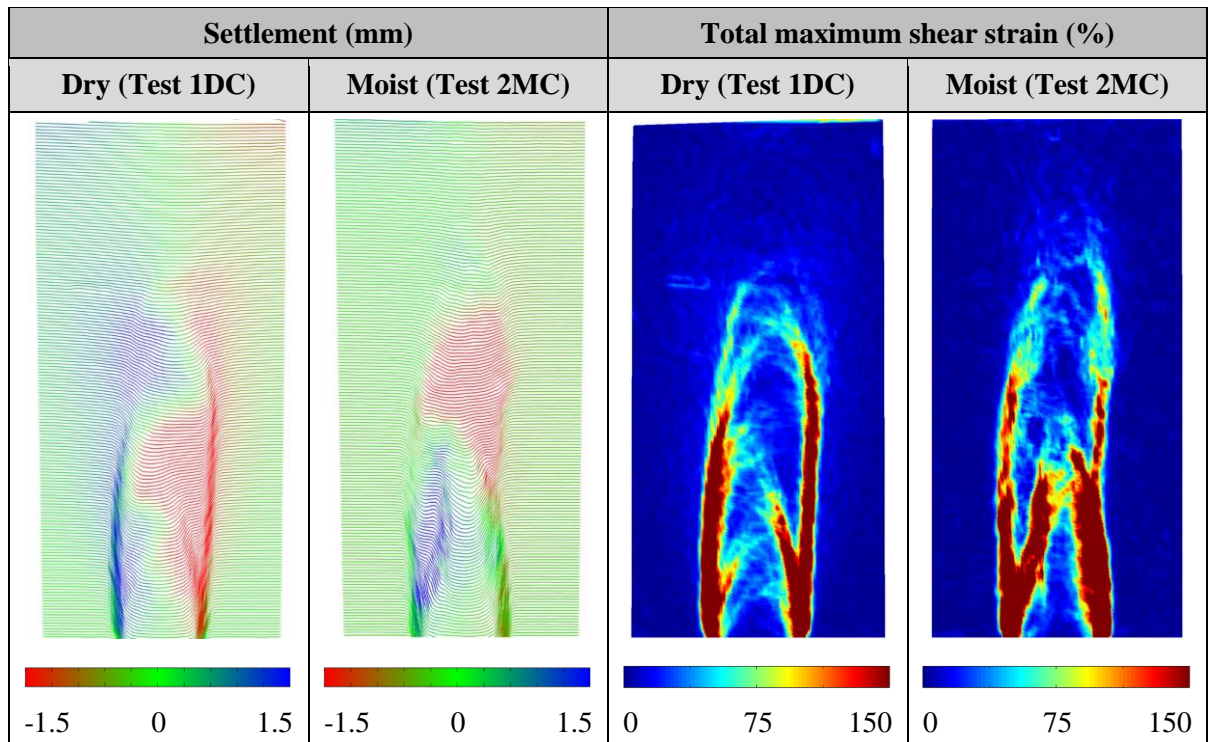 Settlement (mm) Total maximum shear strain (%)
Dry (Test 1DC) Moist (Test 2MC) Dry (Test 1DC) Moist (Test 2MC)
-1.5 0 1.5 -1.5 0 1.5 0 75 150 0 75 150